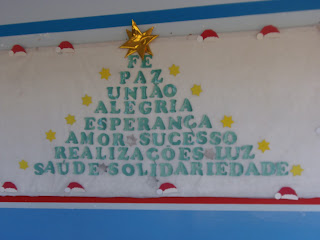 FÉ
PAZ
UNIÃO
ALEGRIA
ESPERANÇA
AMOR SUCESSO
REALIZAÇÕES LUZ
SAÚDE SOLIDARIEDADE